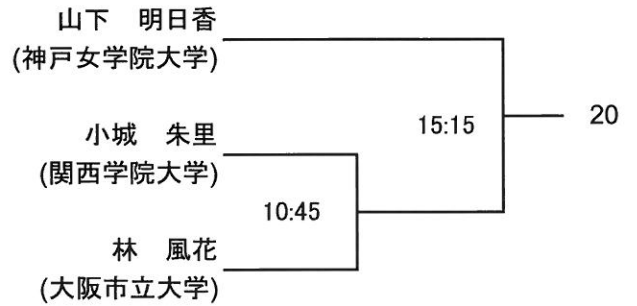 山下　明日香
(神戸女学院大学)
15:15
20
小城　朱里
(関西学院大学)
10:45
林　風花
(大阪市立大学)